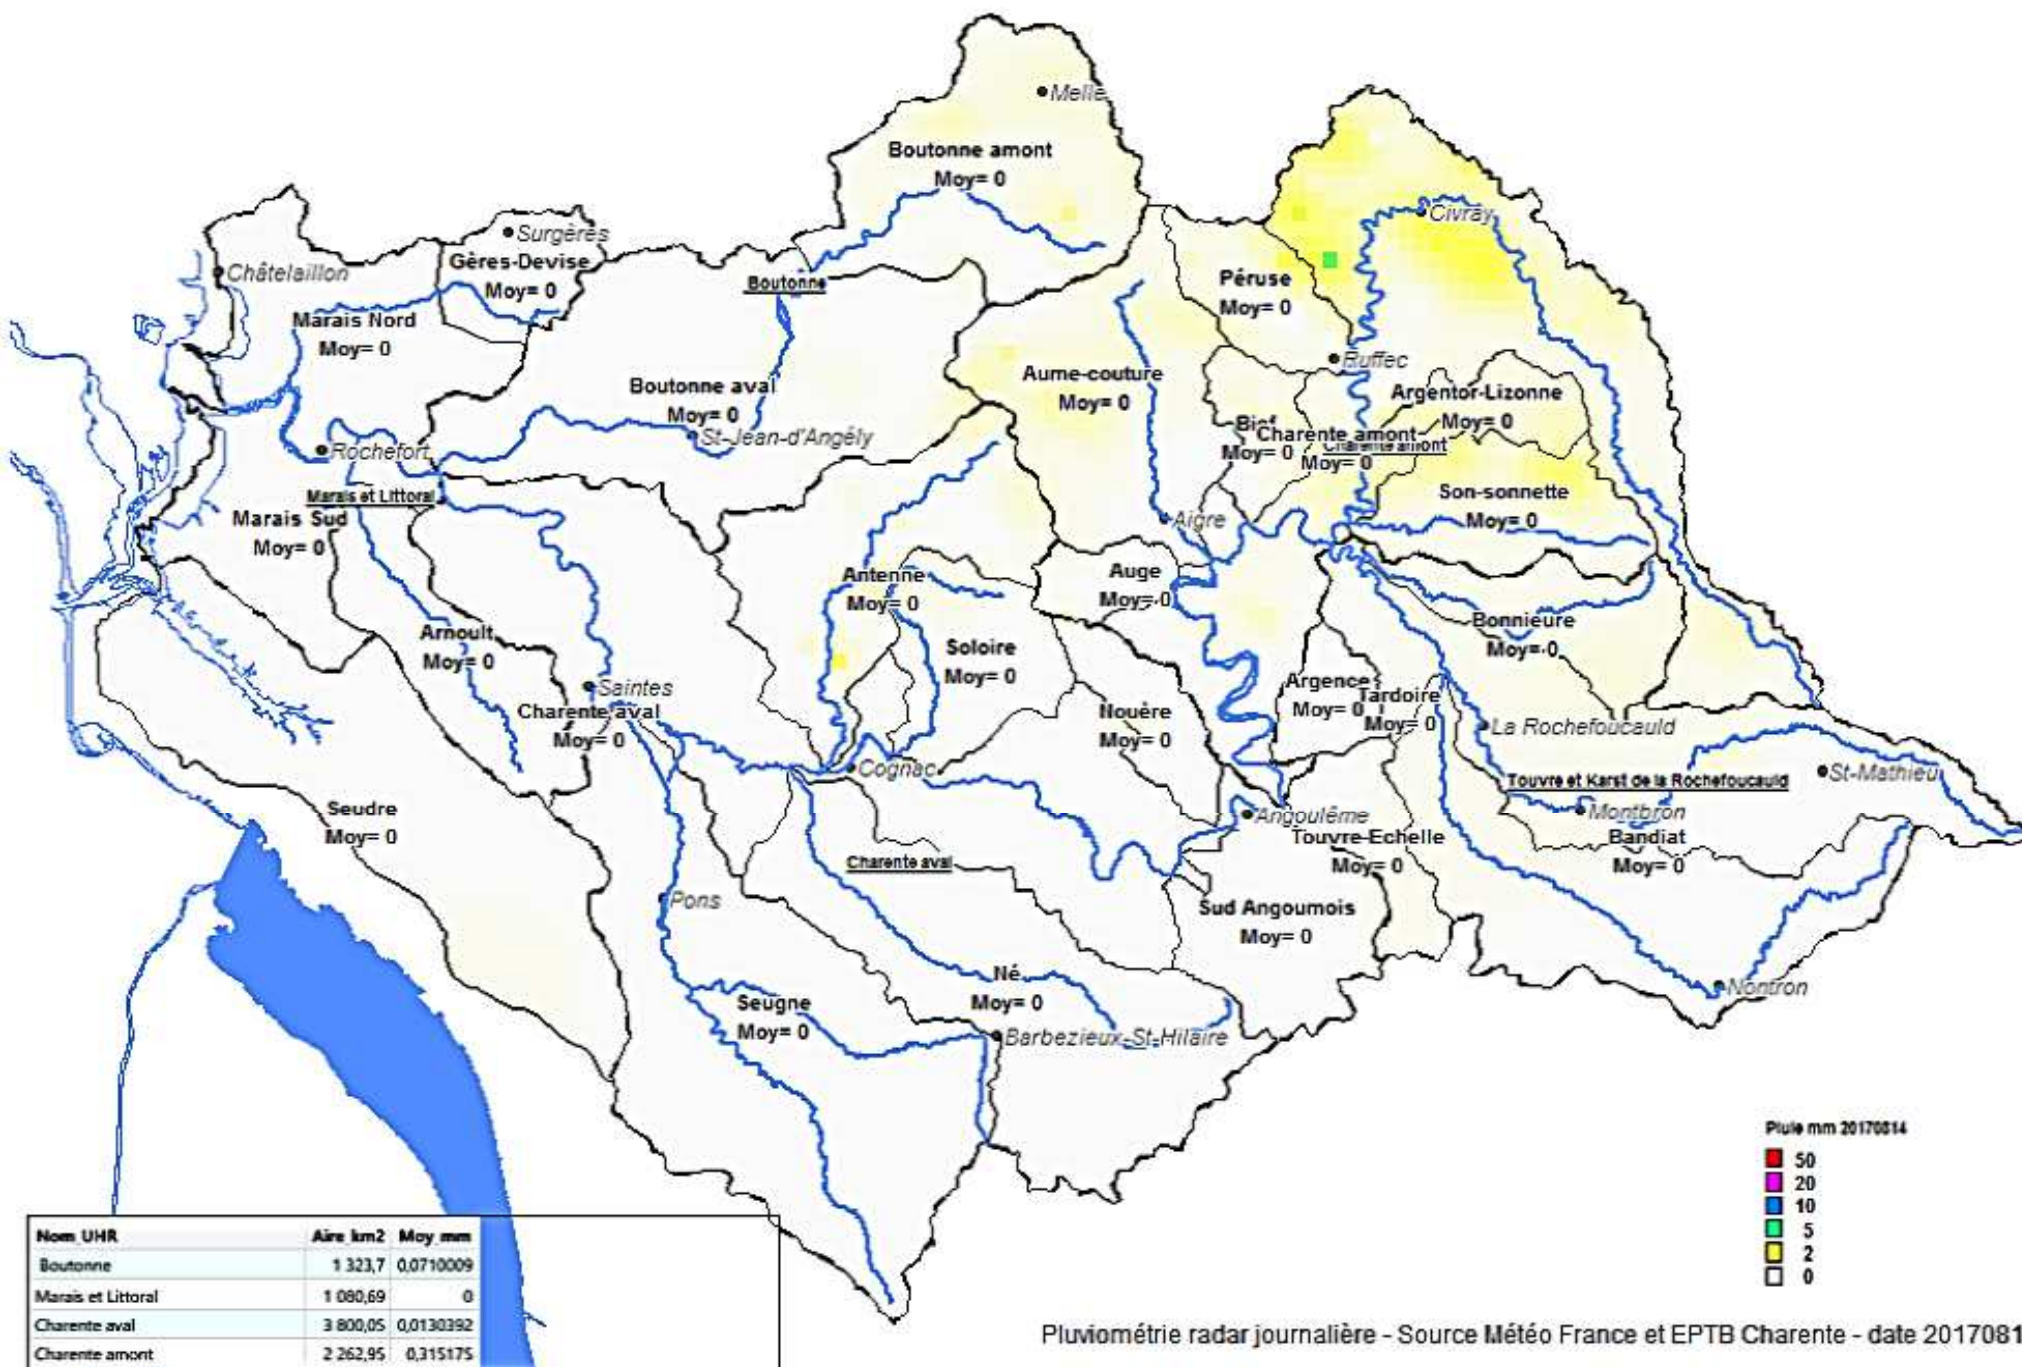 Melle
Boutonne amont
Moy= 0
Civray
Surgères
Châtelaillon
Gères-Devise
Moy= 0
Boutonne
Péruse
Moy= 0
Marais Nord
Moy= 0
Ruffec
Boutonne aval
Moy= 0
Aume-couture
Moy= 0
Argentor-Lizonne
Moy= 0
St-Jean-d'Angély
Rochefort
Bief
Moy= 0
Charente amont
Charente amont
Moy= 0
Marais et Littoral
Marais Sud
Moy= 0
Son-sonnette
Moy= 0
Aigre
Antenne
Moy= 0
Auge
Moy= 0
Arnoult
Moy= 0
Soloire
Moy= 0
Bonnieure
Moy= 0
Saintes
Charente aval
Moy= 0
Nouère
Moy= 0
Argence
Moy= 0
Tardoire
Moy= 0
La Rochefoucauld
Cognac
Touvre et Karst de la Rochefoucauld
St-Mathieu
Seudre
Moy= 0
Angoulême
Montbron
Touvre-Echelle
Moy= 0
Bandiat
Moy= 0
Charente aval
Pons
Sud Angoumois
Moy= 0
Né
Moy= 0
Seugne
Moy= 0
Nontron
Barbezieux-St-Hilaire
Pluie mm 20170814
50
20
10
5
2
0
Nom_UHR Aire_km2 Moy_mm
Boutonne 1 323,7 0,0710009
Marais et Littoral 1 080,69 0
Charente aval 3 800,05 0,0130392
Charente amont 2 262,95 0,315175
Pluviométrie radar journalière - Source Météo France et EPTB Charente - date 2017081